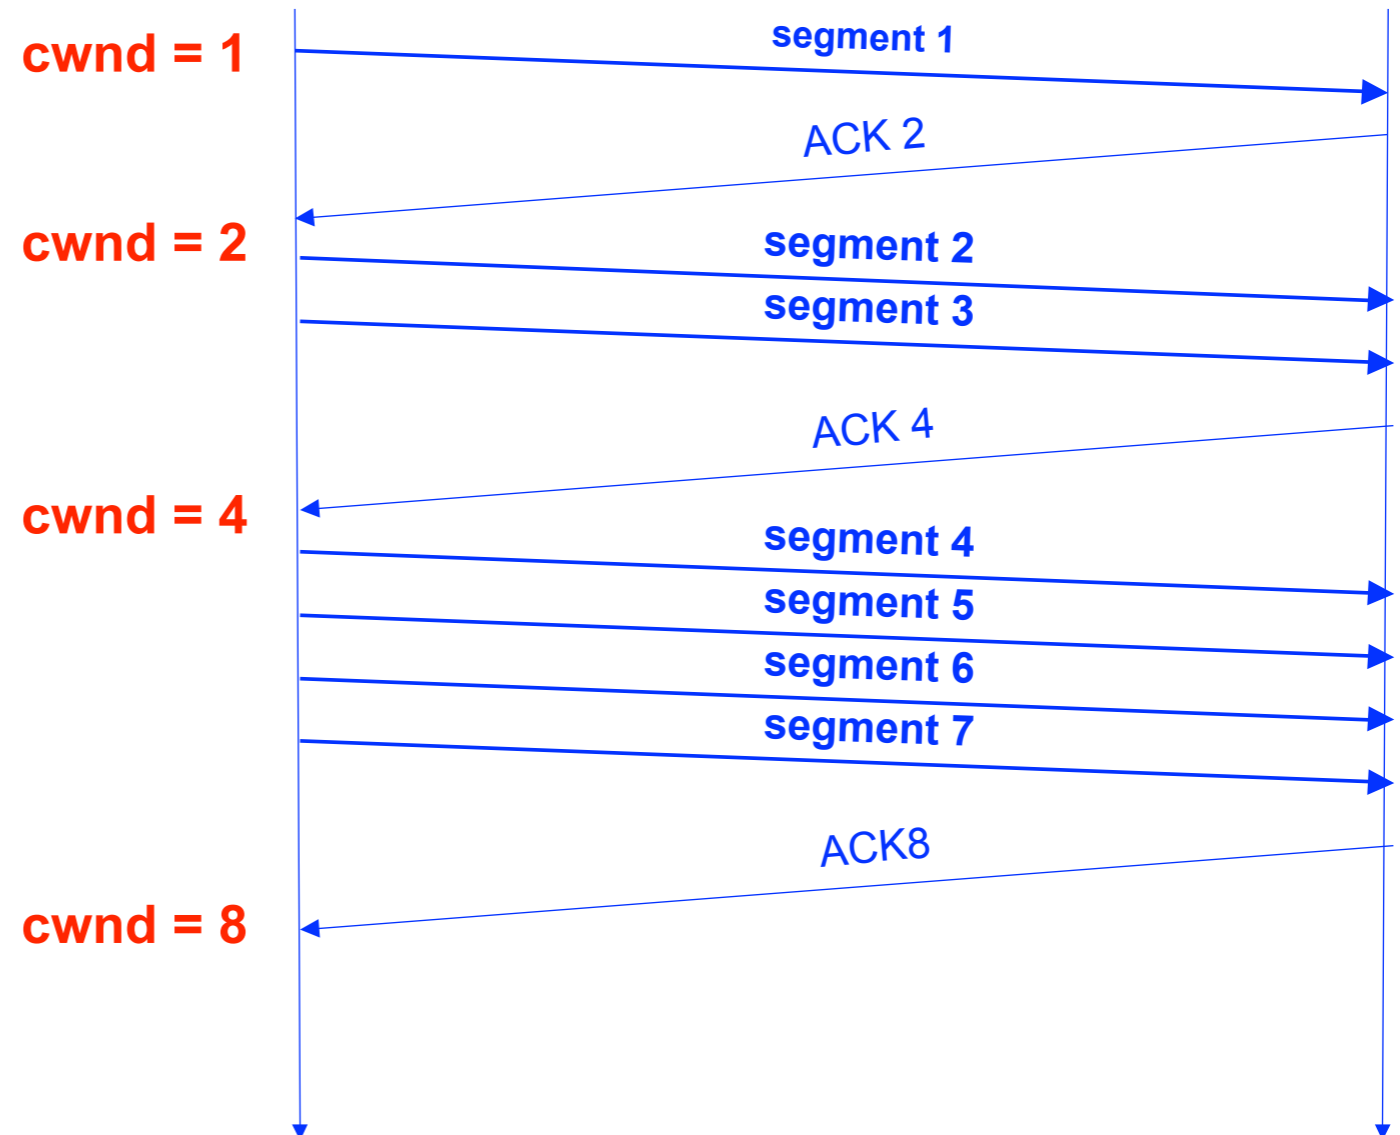 cwnd = 1
segment 1
ACK 2
cwnd = 2
segment 2
segment 3
ACK 4
cwnd = 4
segment 4
segment 5
segment 6
segment 7
ACK8
cwnd = 8